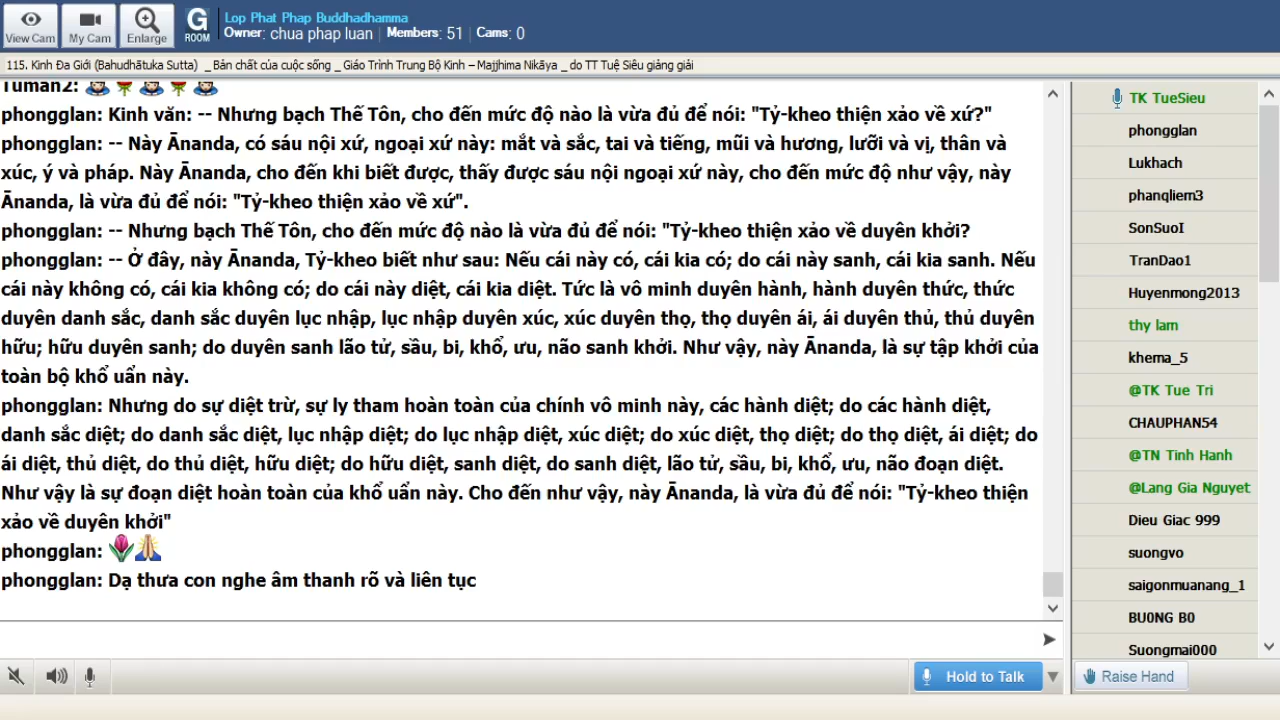 View Cam
My Cam
Enlarge
G
ROOM
Lop Phat Phap Buddhadhamma
Owner: chua phap luan | Members: 51 | Cams: 0
115. Kinh Đa Giới (Bahudhātuka Sutta) _ Bản chất của cuộc sống _ Giáo Trình Trung Bộ Kinh – Majjhima Nikāya _ do TT Tuệ Siêu giảng giải
Tuman2:
phongglan: Kinh văn: -- Nhưng bạch Thế Tôn, cho đến mức độ nào là vừa đủ để nói: "Tỷ-kheo thiện xảo về xứ?"
phongglan: -- Này Ānanda, có sáu nội xứ, ngoại xứ này: mắt và sắc, tai và tiếng, mũi và hương, lưỡi và vị, thân và
xúc, ý và pháp. Này Ānanda, cho đến khi biết được, thấy được sáu nội ngoại xứ này, cho đến mức độ như vậy, này
Ānanda, là vừa đủ để nói: "Tỷ-kheo thiện xảo về xứ".
phongglan: -- Nhưng bạch Thế Tôn, cho đến mức độ nào là vừa đủ để nói: "Tỷ-kheo thiện xảo về duyên khởi?
phongglan: -- Ở đây, này Ānanda, Tỷ-kheo biết như sau: Nếu cái này có, cái kia có; do cái này sanh, cái kia sanh. Nếu
cái này không có, cái kia không có; do cái này diệt, cái kia diệt. Tức là vô minh duyên hành, hành duyên thức, thức
duyên danh sắc, danh sắc duyên lục nhập, lục nhập duyên xúc, xúc duyên thọ, thọ duyên ái, ái duyên thủ, thủ duyên
hữu; hữu duyên sanh; do duyên sanh lão tử, sầu, bi, khổ, ưu, não sanh khởi. Như vậy, này Ānanda, là sự tập khởi của
toàn bộ khổ uẩn này.
phongglan: Nhưng do sự diệt trừ, sự ly tham hoàn toàn của chính vô minh này, các hành diệt; do các hành diệt,
danh sắc diệt; do danh sắc diệt, lục nhập diệt; do lục nhập diệt, xúc diệt; do xúc diệt, thọ diệt; do thọ diệt, ái diệt; do
ái diệt, thủ diệt, do thủ diệt, hữu diệt; do hữu diệt, sanh diệt, do sanh diệt, lão tử, sầu, bi, khổ, ưu, não đoạn diệt.
Như vậy là sự đoạn diệt hoàn toàn của khổ uẩn này. Cho đến như vậy, này Ānanda, là vừa đủ để nói: "Tỷ-kheo thiện
xảo về duyên khởi"
phongglan:
phongglan: Dạ thưa con nghe âm thanh rõ và liên tục
Hold to Talk
TK TueSieu
phongglan
Lukhach
phanqliem3
SonSuoI
TranDao1
Huyenmong2013
thy lam
khema_5
@TK Tue Tri
CHAUPHAN54
@TN Tinh Hanh
@Lang Gia Nguyet
Dieu Giac 999
suongvo
saigonmuanang_1
BU0NG B0
Suongmai000
Raise Hand